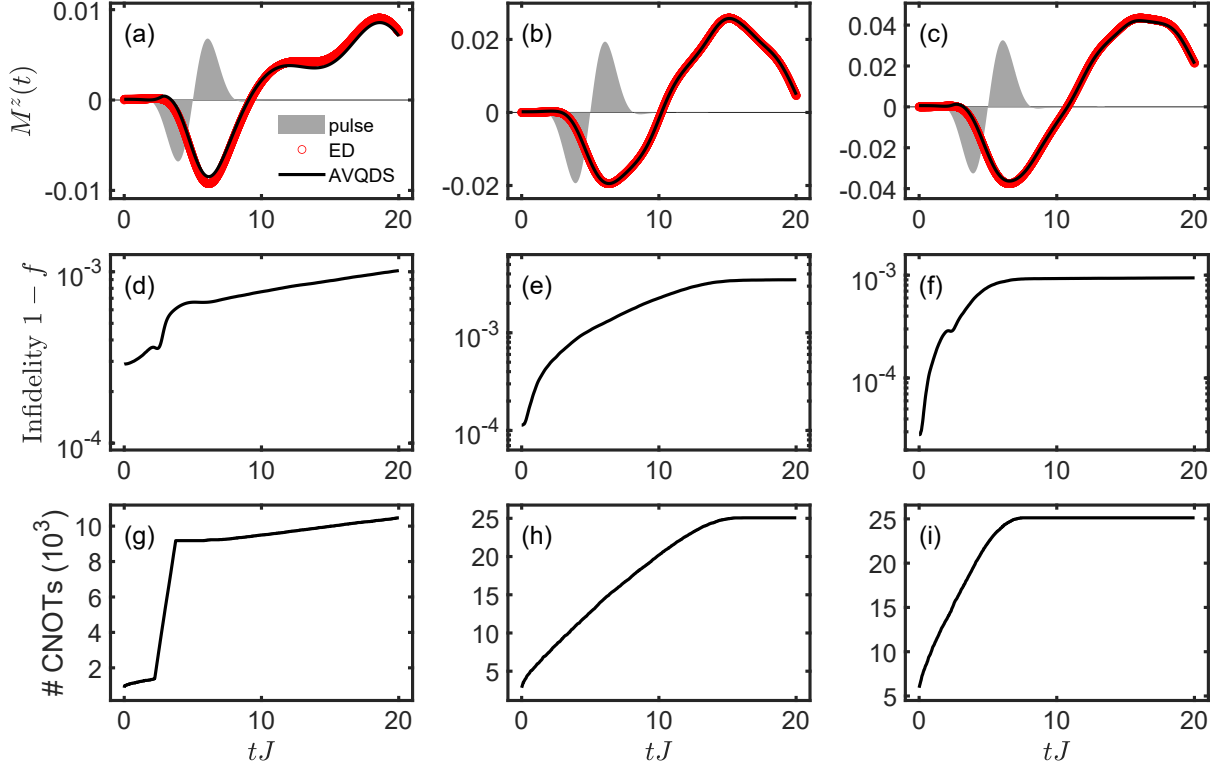 0.01
0
-0.01
M^z(t)
(a)
pulse
ED
AVQDS
0 10 20
0.02
0
-0.02
(b)
0 10 20
0.04
0.02
0
-0.02
-0.04
(c)
0 10 20
10^-3
10^-4
Infidelity 1 − f
(d)
0 10 20
10^-3
10^-4
(e)
0 10 20
10^-3
10^-4
(f)
0 10 20
10
8
6
4
2
# CNOTs (10^3)
(g)
0 10 20
tJ
25
20
15
10
5
(h)
0 10 20
tJ
25
20
15
10
5
(i)
0 10 20
tJ